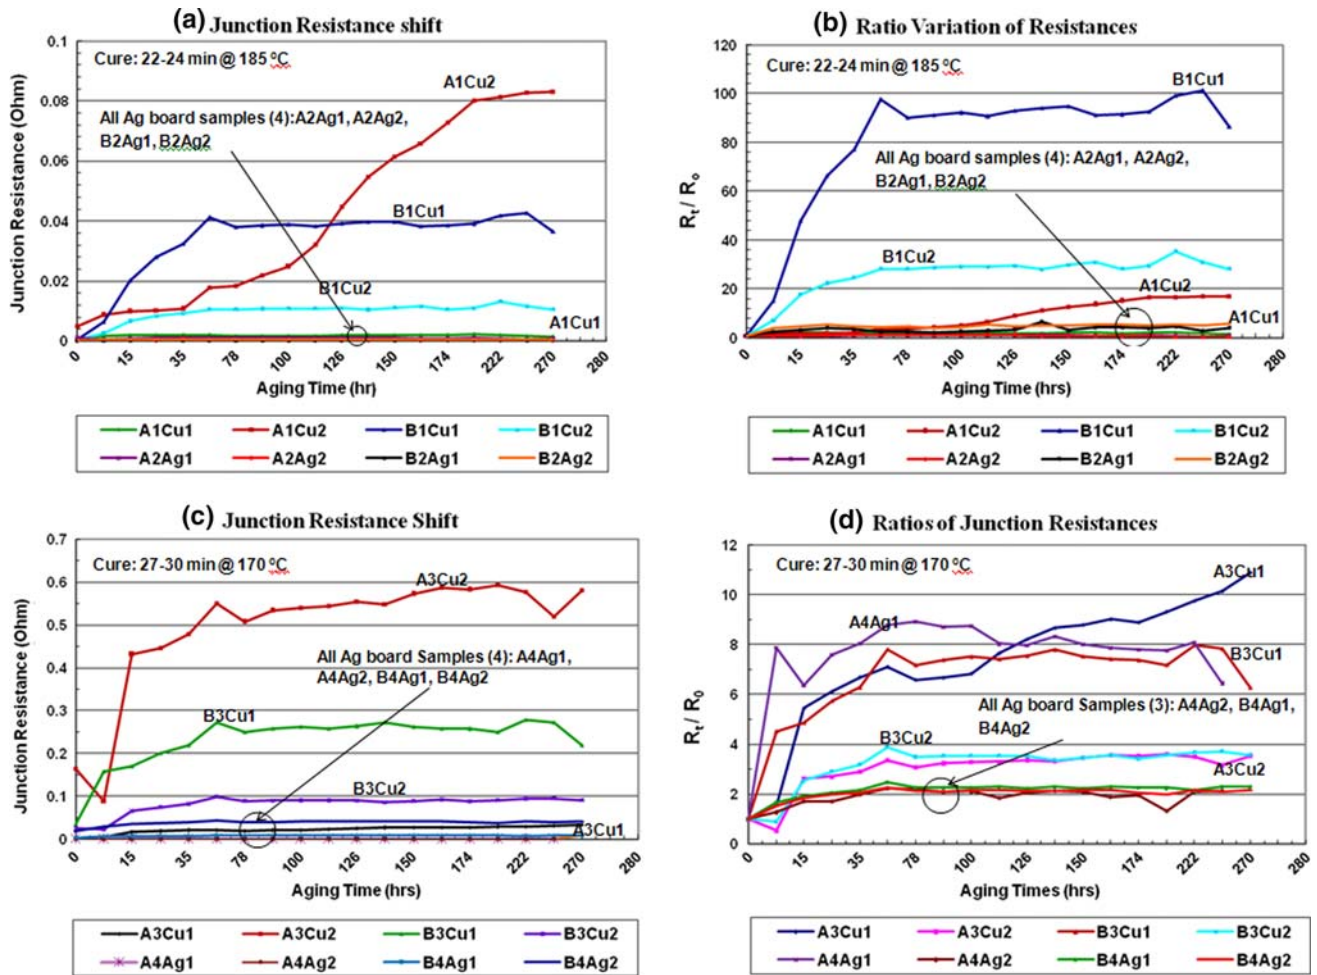 (a) Junction Resistance shift
Junction Resistance (Ohm)
0.1
0.08
0.06
0.04
0.02
0
Cure: 22-24 min @ 185 ºC
A1Cu2
All Ag board samples (4):A2Ag1, A2Ag2,
B2Ag1, B2Ag2
B1Cu1
B1Cu2
A1Cu1
0 15 35 78 100 126 150 174 222 270 280
Aging Time (hr)
A1Cu1 A1Cu2 B1Cu1 B1Cu2
A2Ag1 A2Ag2 B2Ag1 B2Ag2
(b) Ratio Variation of Resistances
Rt / Ro
120
100
80
60
40
20
0
Cure: 22-24 min @ 185 ºC
B1Cu1
All Ag board samples (4): A2Ag1, A2Ag2,
B2Ag1, B2Ag2
B1Cu2
A1Cu2
A1Cu1
0 15 35 78 100 126 150 174 222 270 280
Aging Time (hrs)
A1Cu1 A1Cu2 B1Cu1 B1Cu2
A2Ag1 A2Ag2 B2Ag1 B2Ag2
(c) Junction Resistance Shift
Junction Resistance (Ohm)
0.7
0.6
0.5
0.4
0.3
0.2
0.1
0
Cure: 27-30 min @ 170 ºC
A3Cu2
All Ag board Samples (4): A4Ag1,
A4Ag2, B4Ag1, B4Ag2
B3Cu1
B3Cu2
A3Cu1
0 15 35 78 100 126 150 174 222 270 280
Aging Time (hrs)
A3Cu1 A3Cu2 B3Cu1 B3Cu2
A4Ag1 A4Ag2 B4Ag1 B4Ag2
(d) Ratios of Junction Resistances
Rt / R0
12
10
8
6
4
2
0
Cure: 27-30 min @ 170 ºC
A3Cu1
A4Ag1
B3Cu1
All Ag board Samples (3): A4Ag2, B4Ag1,
B4Ag2
B3Cu2
A3Cu2
0 15 35 78 100 126 150 174 222 270 280
Aging Times (hrs)
A3Cu1 A3Cu2 B3Cu1 B3Cu2
A4Ag1 A4Ag2 B4Ag1 B4Ag2